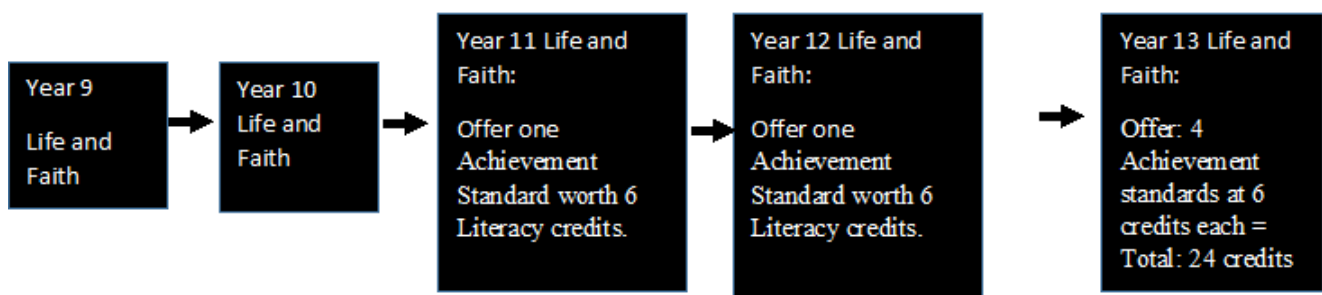 Year 9
Life and
Faith
Year 10
Life and
Faith
Year 11 Life and
Faith:
Offer one
Achievement
Standard worth 6
Literacy credits.
Year 12 Life and
Faith:
Offer one
Achievement
Standard worth 6
Literacy credits.
Year 13 Life and
Faith:
Offer: 4
Achievement
standards at 6
credits each =
Total: 24 credits